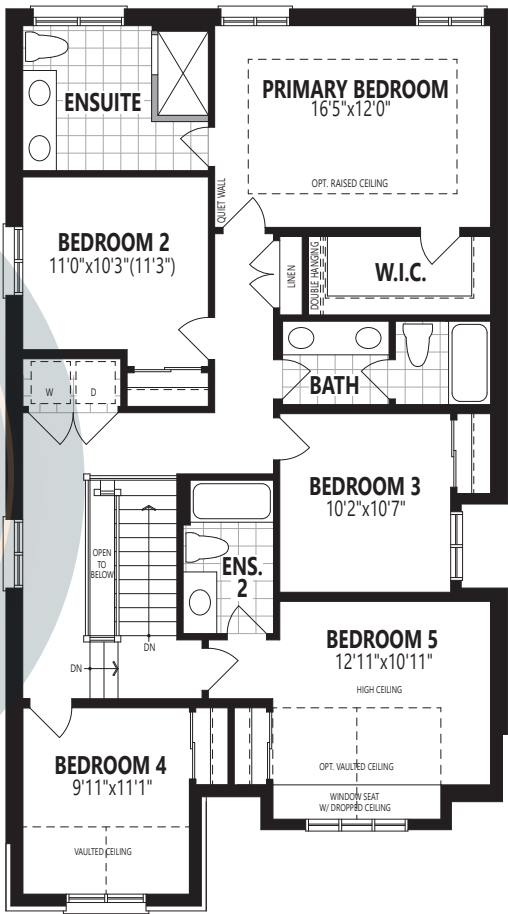 ENSUITE
PRIMARY BEDROOM
16'5"x12'0"
OPT. RAISED CEILING
QUIET WALL
BEDROOM 2
11'0"x10'3"(11'3")
LINEN
DOUBLE HANGING
W.I.C.
BATH
W
D
BEDROOM 3
10'2"x10'7"
OPEN
TO
BELOW
ENS.
2
DN
DN
BEDROOM 5
12'11"x10'11"
HIGH CEILING
OPT. VAULTED CEILING
WINDOW SEAT
W/ DROPPED CEILING
BEDROOM 4
9'11"x11'1"
VAULTED CEILING